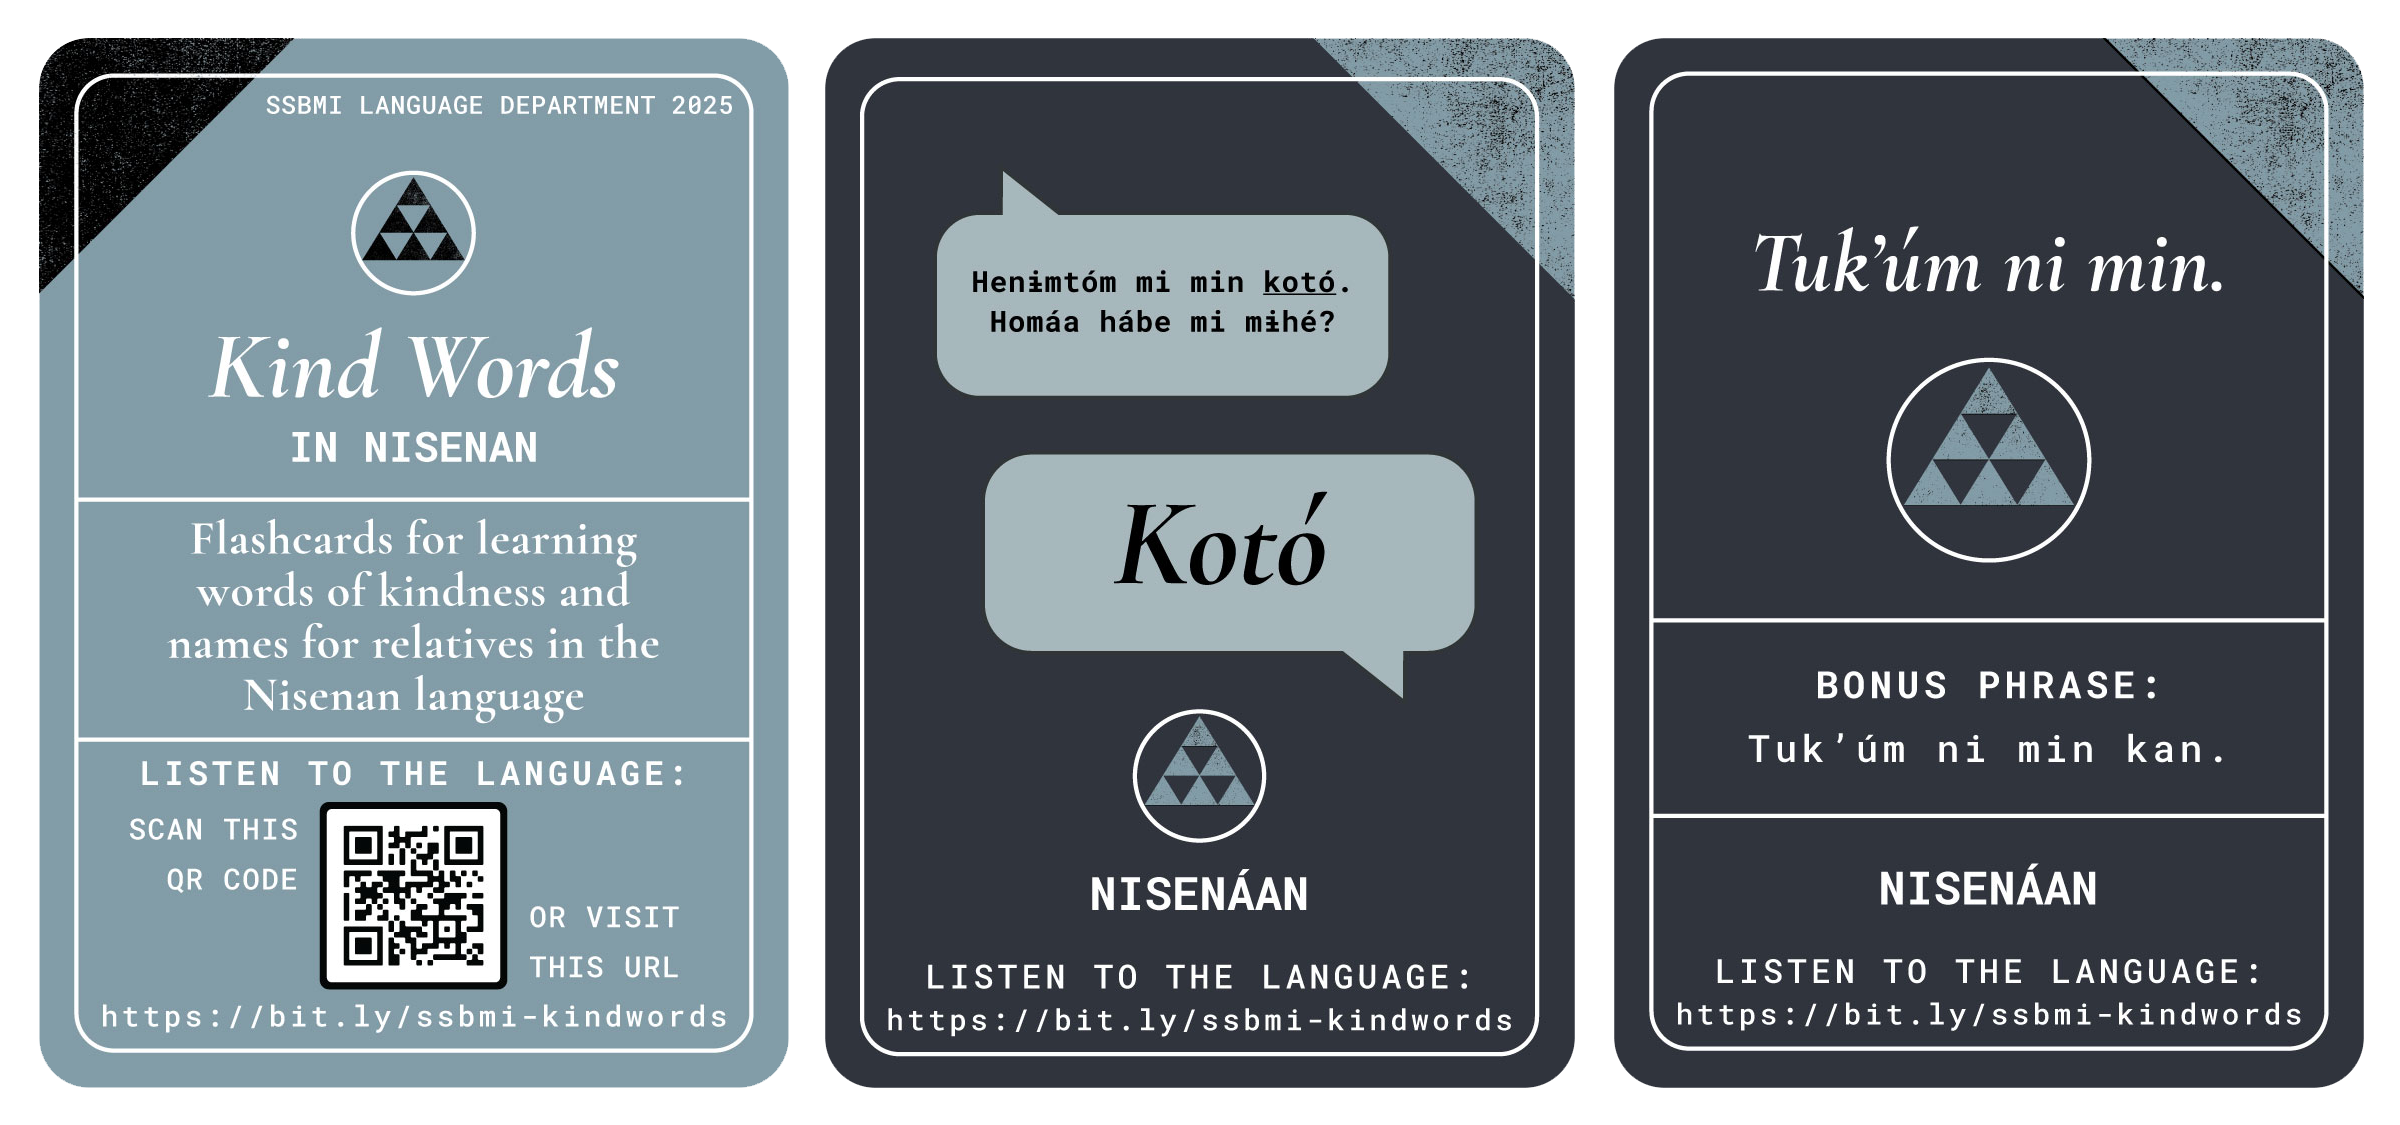 SSBMI LANGUAGE DEPARTMENT 2025
Kind Words
IN NISENAN
Flashcards for learning
words of kindness and
names for relatives in the
Nisenan language
LISTEN TO THE LANGUAGE:
SCAN THIS
QR CODE
OR VISIT
THIS URL
https://bit.ly/ssbmi-kindwords
Henɨmtóm mi min kotó.
Homáa hábe mi mɨhé?
Kotó
NISENÁAN
LISTEN TO THE LANGUAGE:
https://bit.ly/ssbmi-kindwords
Tuk’úm ni min.
BONUS PHRASE:
Tuk’úm ni min kan.
NISENÁAN
LISTEN TO THE LANGUAGE:
https://bit.ly/ssbmi-kindwords